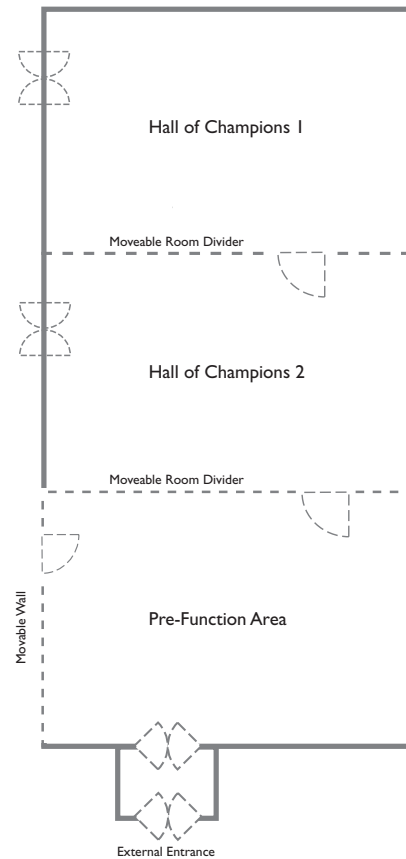 Hall of Champions 1
Moveable Room Divider
Hall of Champions 2
Moveable Room Divider
Movable Wall
Pre-Function Area
External Entrance